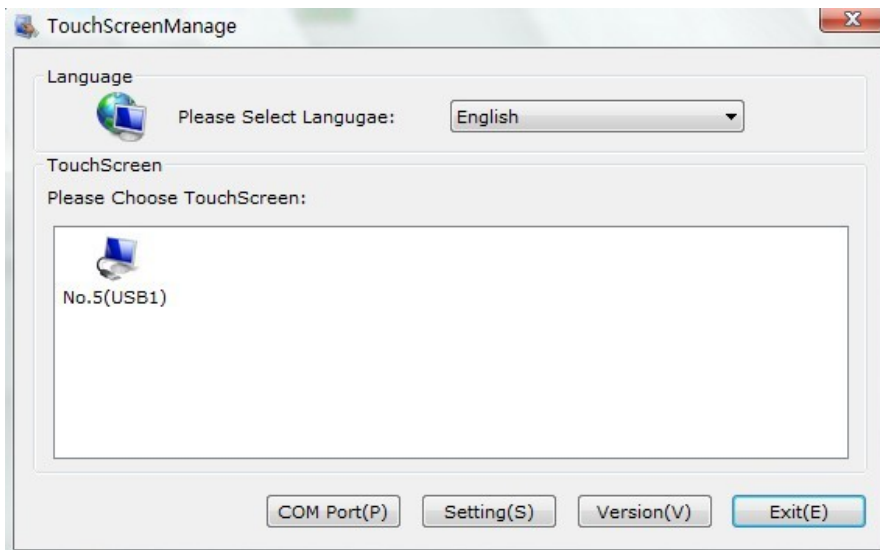 TouchScreenManage
Language
Please Select Langugae:
English
TouchScreen
Please Choose TouchScreen:
No.5(USB1)
COM Port(P)
Setting(S)
Version(V)
Exit(E)